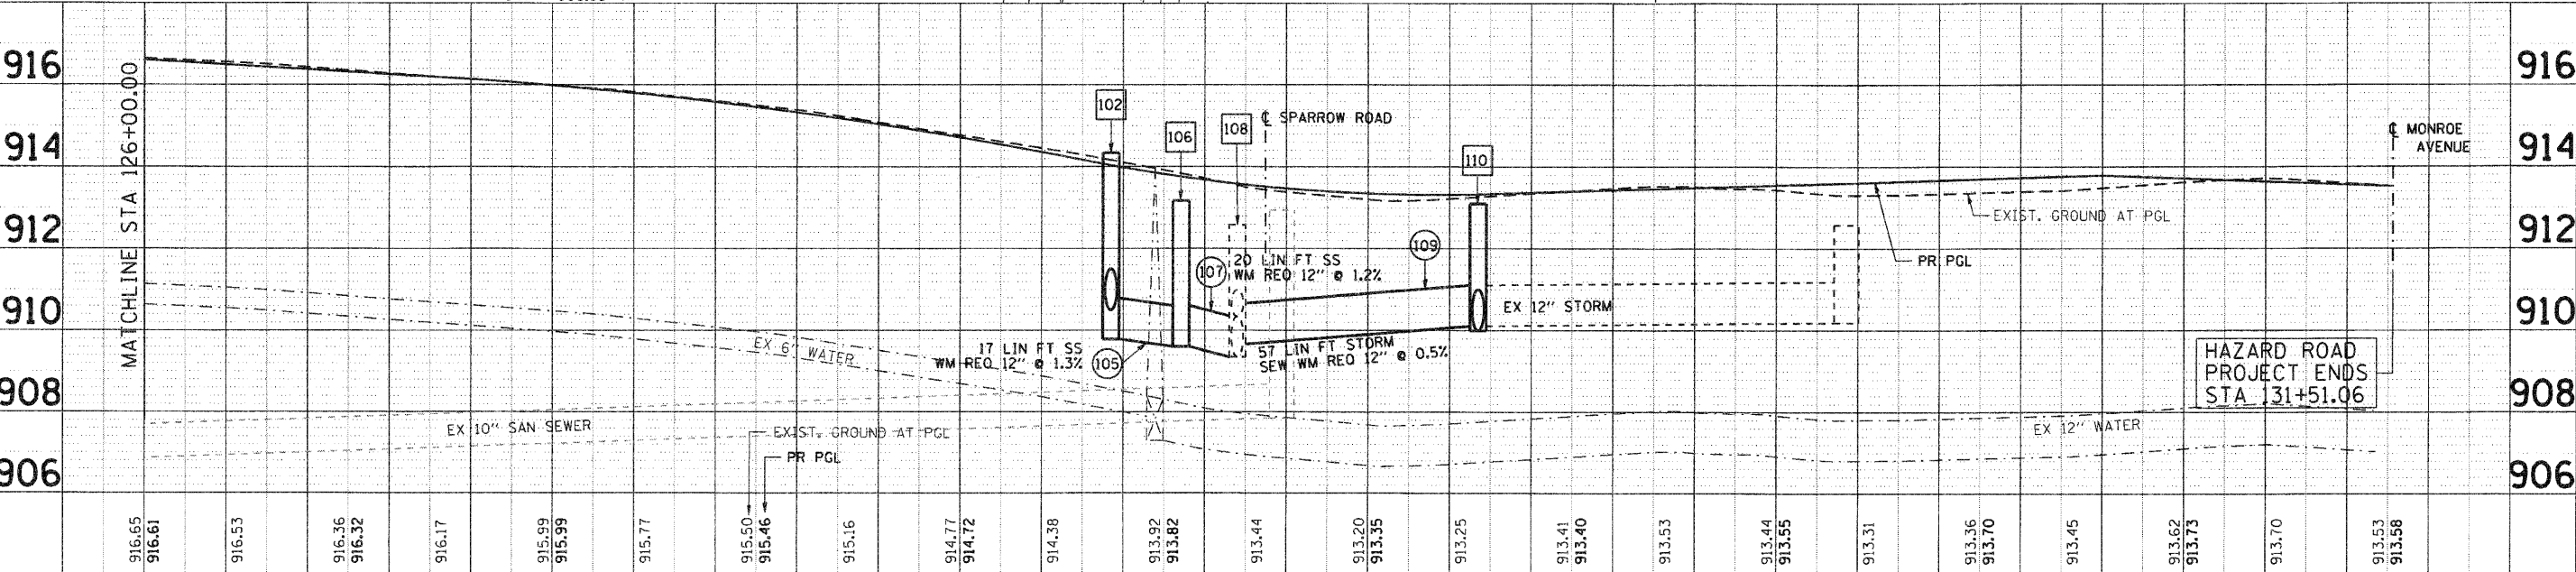 916
914
912
910
908
906
MATCHLINE STA 126+00.00
102
106
108
110
℄ SPARROW ROAD
℄ MONROE
AVENUE
EXIST. GROUND AT PGL
PR PGL
107
20 LIN FT SS
WM REQ 12" @ 1.2%
109
EX 12" STORM
EX 6" WATER
17 LIN FT SS
WM REQ 12" @ 1.3%
105
57 LIN FT STORM
SEW WM REQ 12" @ 0.5%
HAZARD ROAD
PROJECT ENDS
STA 131+51.06
EX 10" SAN SEWER
EXIST. GROUND AT PGL
PR PGL
EX 12" WATER
916
914
912
910
908
906
916.65
916.61
916.53
916.36
916.32
916.17
915.99
915.99
915.77
915.50
915.46
915.16
914.77
914.72
914.38
913.92
913.82
913.44
913.20
913.35
913.25
913.41
913.40
913.53
913.44
913.55
913.31
913.36
913.70
913.45
913.62
913.73
913.70
913.53
913.58